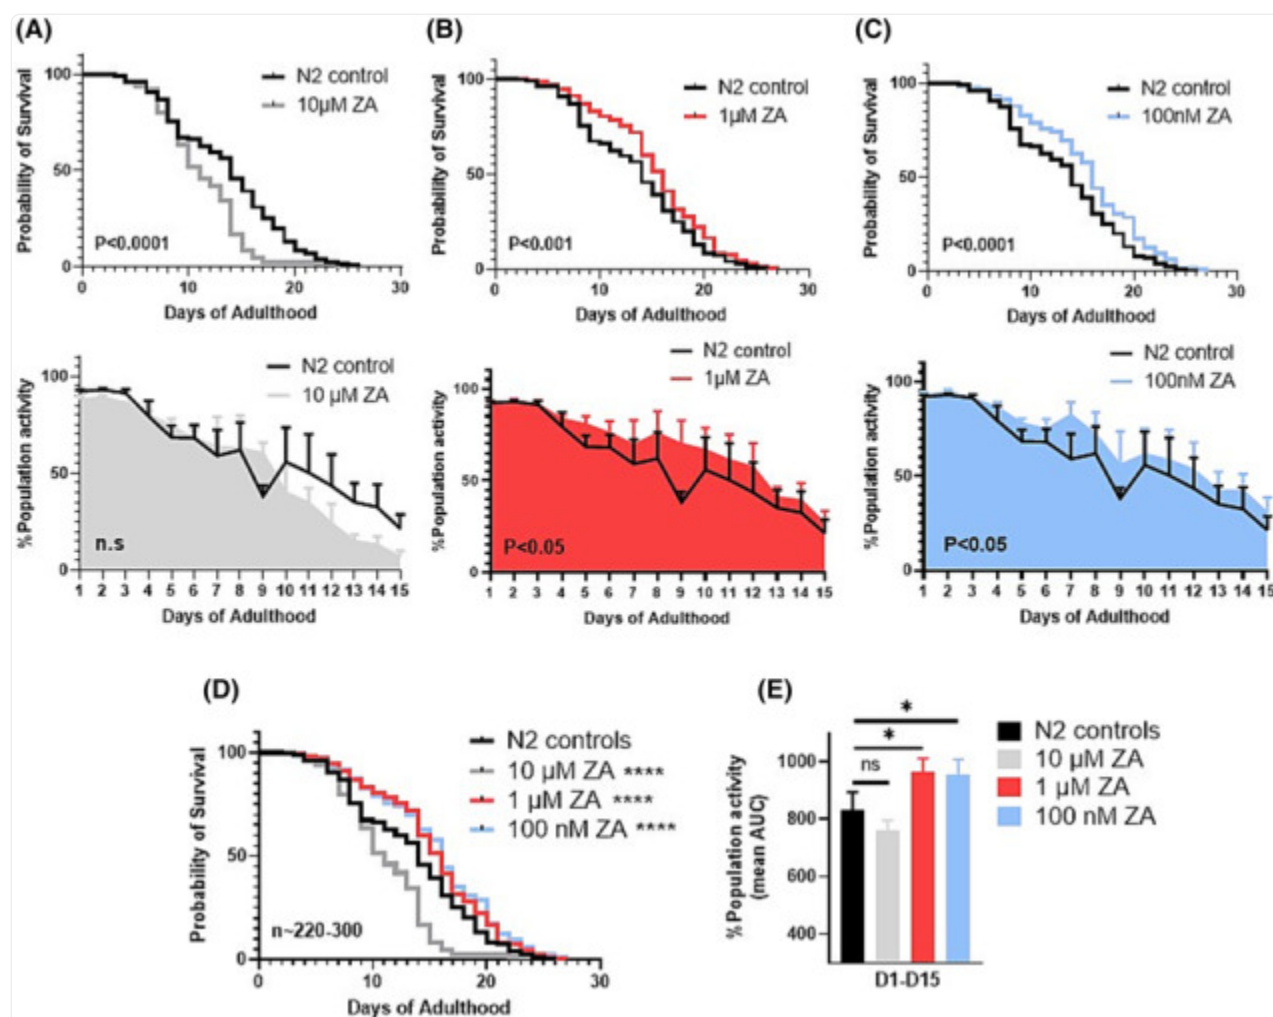 (A)
N2 control
10µM ZA
Probability of Survival
100
50
0
P<0.0001
0 10 20 30
Days of Adulthood
(B)
N2 control
1µM ZA
Probability of Survival
100
50
0
P<0.001
0 10 20 30
Days of Adulthood
(C)
N2 control
100nM ZA
Probability of Survival
100
50
0
P<0.0001
0 10 20 30
Days of Adulthood
N2 control
10 µM ZA
%Population activity
100
50
0
n.s
1 2 3 4 5 6 7 8 9 10 11 12 13 14 15
Days of Adulthood
N2 control
1µM ZA
%Population activity
100
50
0
P<0.05
1 2 3 4 5 6 7 8 9 10 11 12 13 14 15
Days of Adulthood
N2 control
100nM ZA
%Population activity
100
50
0
P<0.05
1 2 3 4 5 6 7 8 9 10 11 12 13 14 15
Days of Adulthood
(D)
N2 controls
10 µM ZA ****
1 µM ZA ****
100 nM ZA ****
Probability of Survival
100
50
0
n~220-300
0 10 20 30
Days of Adulthood
(E)
*
*
ns
N2 controls
10 µM ZA
1 µM ZA
100 nM ZA
%Population activity
(mean AUC)
1000
800
600
400
D1-D15